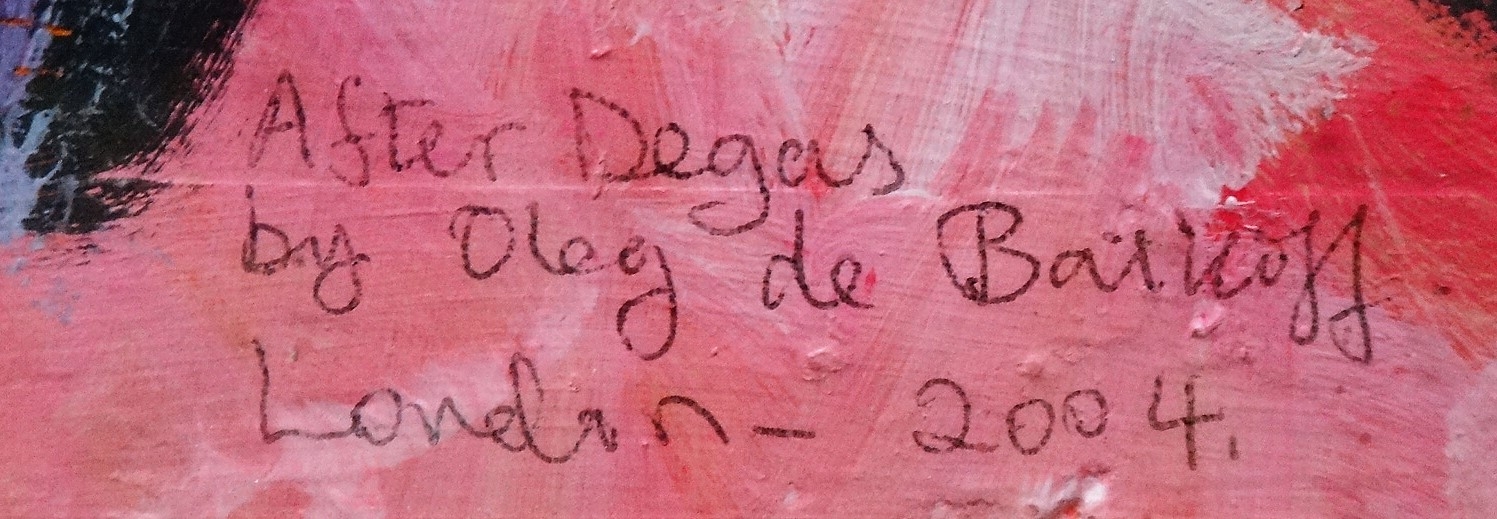 After Degas
by Oleg de Baikoff
London - 2004.